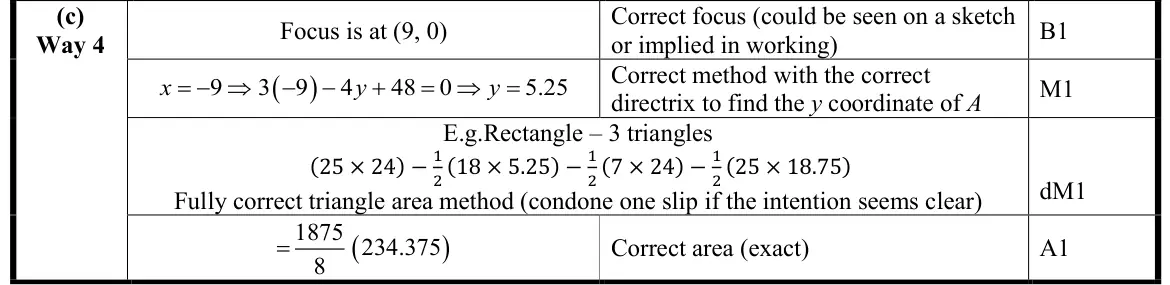 (c)
Way 4
Focus is at (9, 0)
Correct focus (could be seen on a sketch
or implied in working)
B1
x = −9 ⇒ 3(−9) − 4y + 48 = 0 ⇒ y = 5.25
Correct method with the correct
directrix to find the y coordinate of A
M1
E.g.Rectangle – 3 triangles
(25 × 24) − 1/2 (18 × 5.25) − 1/2 (7 × 24) − 1/2 (25 × 18.75)
Fully correct triangle area method (condone one slip if the intention seems clear)
dM1
= 1875/8 (234.375)
Correct area (exact)
A1